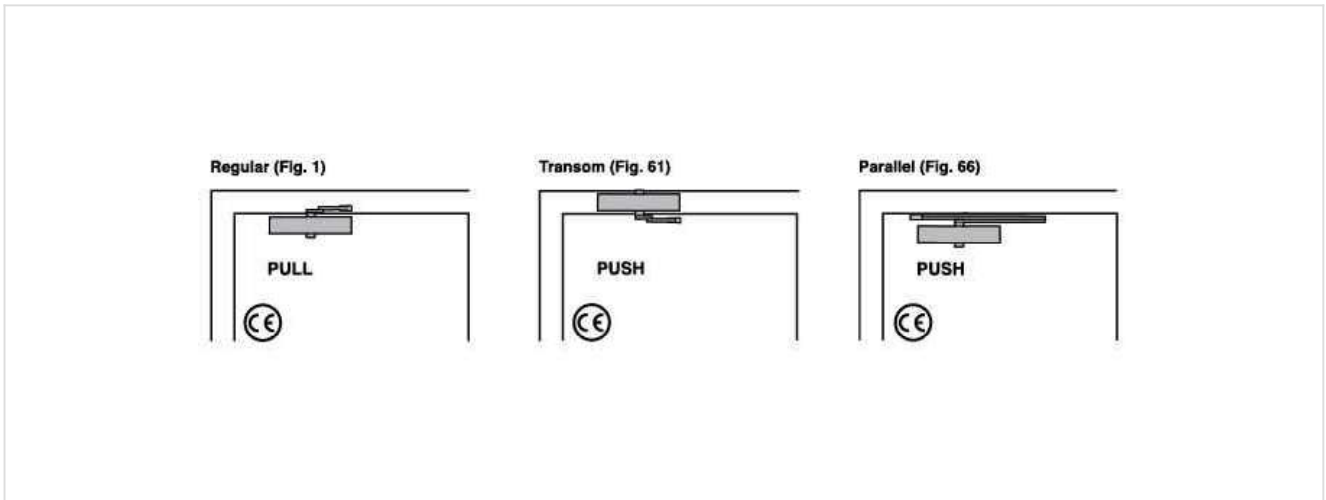 Regular (Fig. 1)
Transom (Fig. 61)
Parallel (Fig. 66)
PULL
PUSH
PUSH
CE
CE
CE